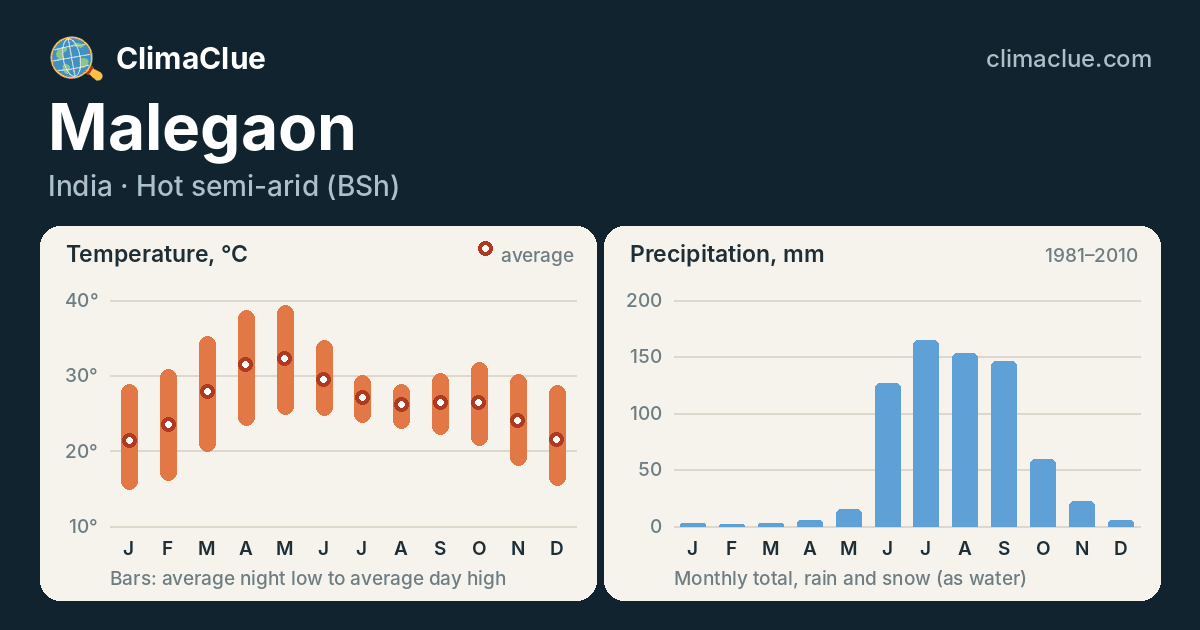 ClimaClue
climaclue.com
Malegaon
India · Hot semi-arid (BSh)
Temperature, °C
average
40°
30°
20°
10°
J F M A M J J A S O N D
Bars: average night low to average day high
Precipitation, mm
1981–2010
200
150
100
50
0
J F M A M J J A S O N D
Monthly total, rain and snow (as water)